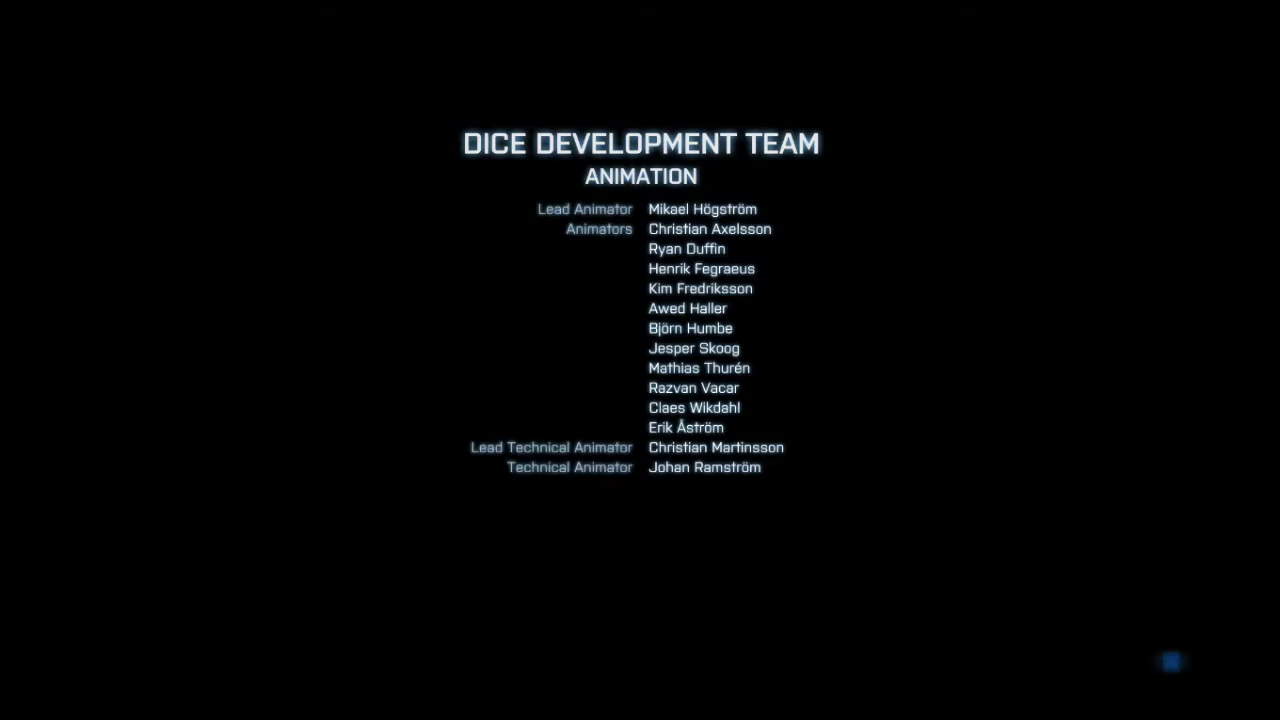 DICE DEVELOPMENT TEAM
ANIMATION
Lead Animator Mikael Högström
Animators Christian Axelsson
Ryan Duffin
Henrik Fegraeus
Kim Fredriksson
Awed Haller
Björn Humbe
Jesper Skoog
Mathias Thurén
Razvan Vacar
Claes Wikdahl
Erik Åström
Lead Technical Animator Christian Martinsson
Technical Animator Johan Ramström